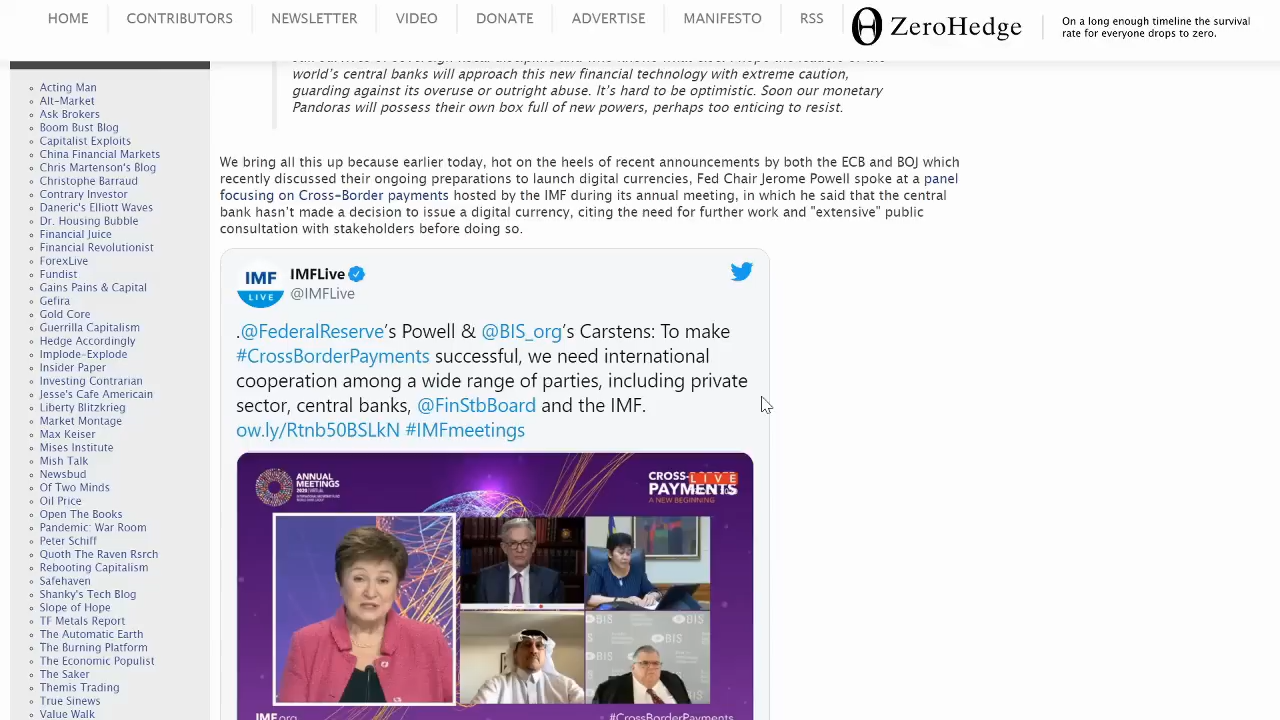 HOME
CONTRIBUTORS
NEWSLETTER
VIDEO
DONATE
ADVERTISE
MANIFESTO
RSS
ZeroHedge
On a long enough timeline the survival
rate for everyone drops to zero.
Acting Man
Alt-Market
Ask Brokers
Boom Bust Blog
Capitalist Exploits
China Financial Markets
Chris Martenson's Blog
Christophe Barraud
Contrary Investor
Daneric's Elliott Waves
Dr. Housing Bubble
Financial Juice
Financial Revolutionist
ForexLive
Fundist
Gains Pains & Capital
Gefira
Gold Core
Guerrilla Capitalism
Hedge Accordingly
Implode-Explode
Insider Paper
Investing Contrarian
Jesse's Cafe Americain
Liberty Blitzkrieg
Market Montage
Max Keiser
Mises Institute
Mish Talk
Newsbud
Of Two Minds
Oil Price
Open The Books
Pandemic: War Room
Peter Schiff
Quoth The Raven Rsrch
Rebooting Capitalism
Safehaven
Shanky's Tech Blog
Slope of Hope
TF Metals Report
The Automatic Earth
The Burning Platform
The Economic Populist
The Saker
Themis Trading
True Sinews
Value Walk
world's central banks will approach this new financial technology with extreme caution,
guarding against its overuse or outright abuse. It's hard to be optimistic. Soon our monetary
Pandoras will possess their own box full of new powers, perhaps too enticing to resist.
We bring all this up because earlier today, hot on the heels of recent announcements by both the ECB and BOJ which
recently discussed their ongoing preparations to launch digital currencies, Fed Chair Jerome Powell spoke at a panel
focusing on Cross-Border payments hosted by the IMF during its annual meeting, in which he said that the central
bank hasn't made a decision to issue a digital currency, citing the need for further work and "extensive" public
consultation with stakeholders before doing so.
IMF
LIVE
IMFLive
@IMFLive
.@FederalReserve's Powell & @BIS_org's Carstens: To make
#CrossBorderPayments successful, we need international
cooperation among a wide range of parties, including private
sector, central banks, @FinStbBoard and the IMF.
ow.ly/Rtnb50BSLkN #IMFmeetings
ANNUAL
MEETINGS
CROSS-BORDER
LIVE
PAYMENTS
A NEW BEGINNING
BIS
BIS
BIS
BIS
IMF.org
#CrossBorderPayments